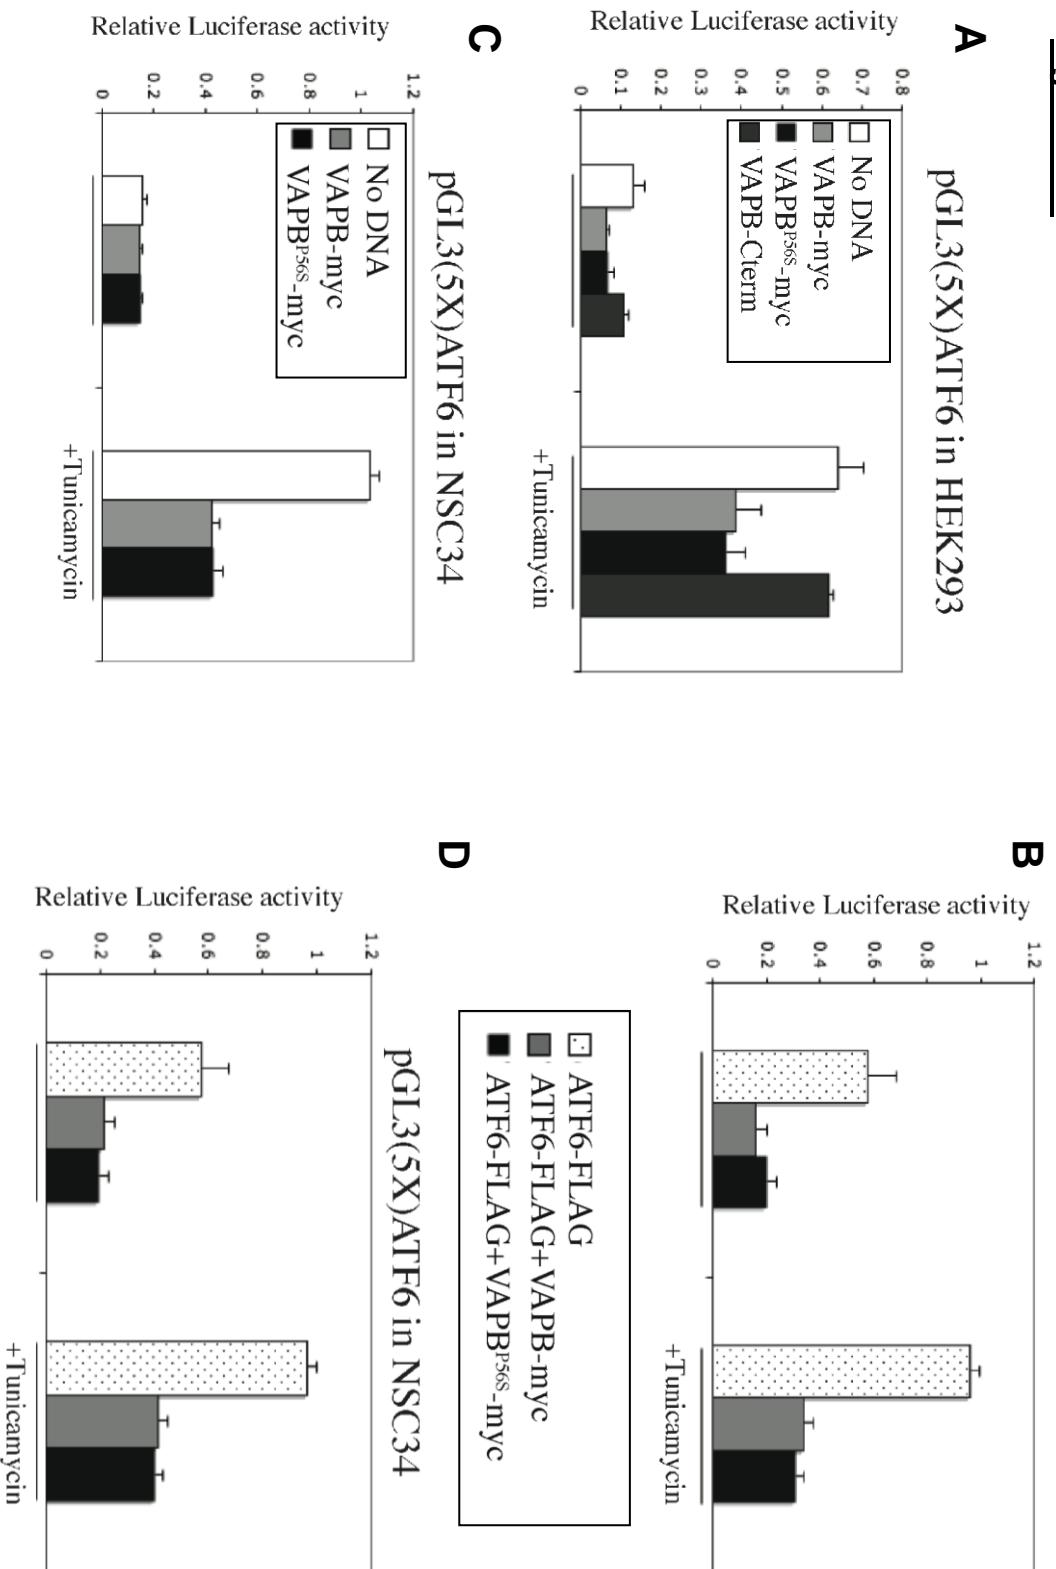 A
pGL3(5X)ATF6 in HEK293
Relative Luciferase activity
0.8
0.7
0.6
0.5
0.4
0.3
0.2
0.1
0
No DNA
VAPB-myc
VAPBP56S-myc
VAPB-Cterm
+Tunicamycin
B
Relative Luciferase activity
1.2
1
0.8
0.6
0.4
0.2
0
+Tunicamycin
ATF6-FLAG
ATF6-FLAG+VAPB-myc
ATF6-FLAG+VAPBP56S-myc
C
pGL3(5X)ATF6 in NSC34
Relative Luciferase activity
1.2
1
0.8
0.6
0.4
0.2
0
No DNA
VAPB-myc
VAPBP56S-myc
+Tunicamycin
D
pGL3(5X)ATF6 in NSC34
Relative Luciferase activity
1.2
1
0.8
0.6
0.4
0.2
0
+Tunicamycin